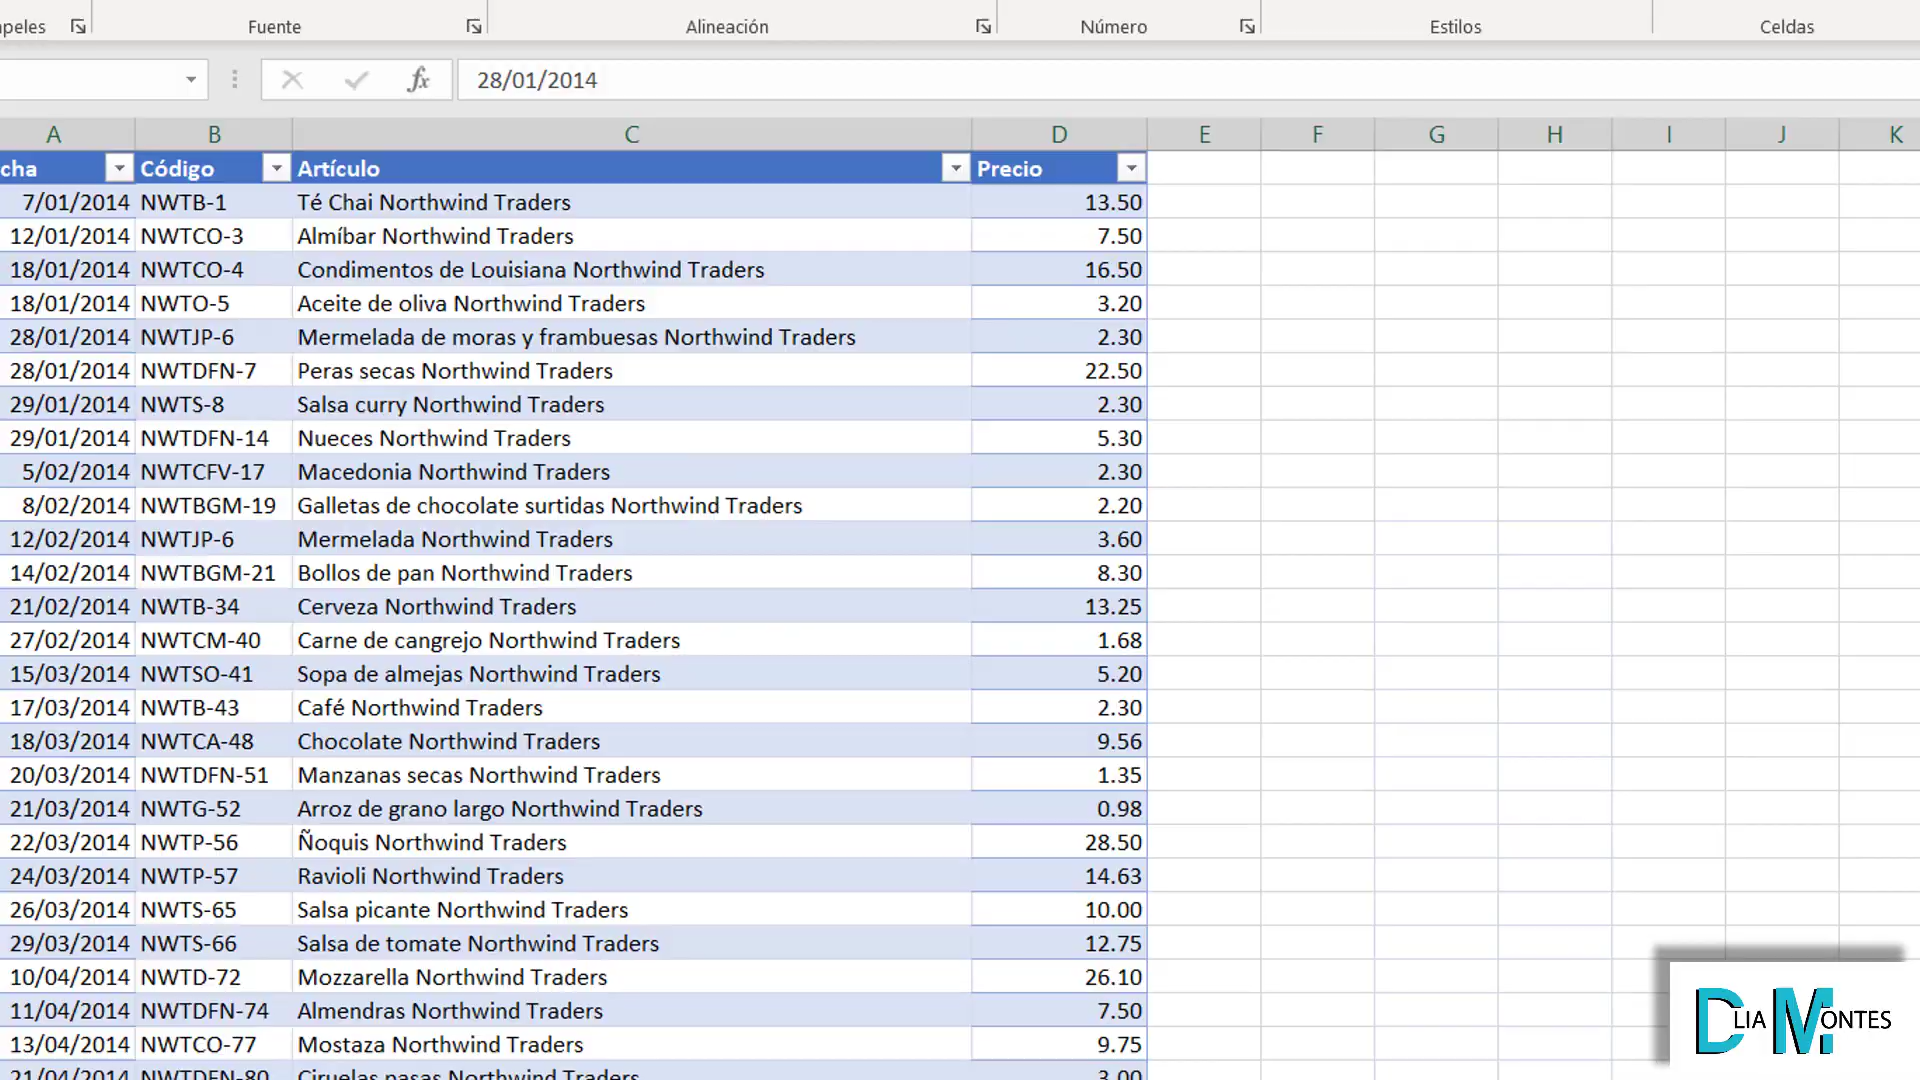 peles Fuente Alineación Número Estilos Celdas
fx 28/01/2014
A B C D E F G H I J K
cha Código Artículo Precio
7/01/2014 NWTB-1 Té Chai Northwind Traders 13.50
12/01/2014 NWTCO-3 Almíbar Northwind Traders 7.50
18/01/2014 NWTCO-4 Condimentos de Louisiana Northwind Traders 16.50
18/01/2014 NWTO-5 Aceite de oliva Northwind Traders 3.20
28/01/2014 NWTJP-6 Mermelada de moras y frambuesas Northwind Traders 2.30
28/01/2014 NWTDFN-7 Peras secas Northwind Traders 22.50
29/01/2014 NWTS-8 Salsa curry Northwind Traders 2.30
29/01/2014 NWTDFN-14 Nueces Northwind Traders 5.30
5/02/2014 NWTCFV-17 Macedonia Northwind Traders 2.30
8/02/2014 NWTBGM-19 Galletas de chocolate surtidas Northwind Traders 2.20
12/02/2014 NWTJP-6 Mermelada Northwind Traders 3.60
14/02/2014 NWTBGM-21 Bollos de pan Northwind Traders 8.30
21/02/2014 NWTB-34 Cerveza Northwind Traders 13.25
27/02/2014 NWTCM-40 Carne de cangrejo Northwind Traders 1.68
15/03/2014 NWTSO-41 Sopa de almejas Northwind Traders 5.20
17/03/2014 NWTB-43 Café Northwind Traders 2.30
18/03/2014 NWTCA-48 Chocolate Northwind Traders 9.56
20/03/2014 NWTDFN-51 Manzanas secas Northwind Traders 1.35
21/03/2014 NWTG-52 Arroz de grano largo Northwind Traders 0.98
22/03/2014 NWTP-56 Ñoquis Northwind Traders 28.50
24/03/2014 NWTP-57 Ravioli Northwind Traders 14.63
26/03/2014 NWTS-65 Salsa picante Northwind Traders 10.00
29/03/2014 NWTS-66 Salsa de tomate Northwind Traders 12.75
10/04/2014 NWTD-72 Mozzarella Northwind Traders 26.10
11/04/2014 NWTDFN-74 Almendras Northwind Traders 7.50
13/04/2014 NWTCO-77 Mostaza Northwind Traders 9.75
21/04/2014 NWTDFN-80 Ciruelas pasas Northwind Traders 3.00
DLIA MONTES